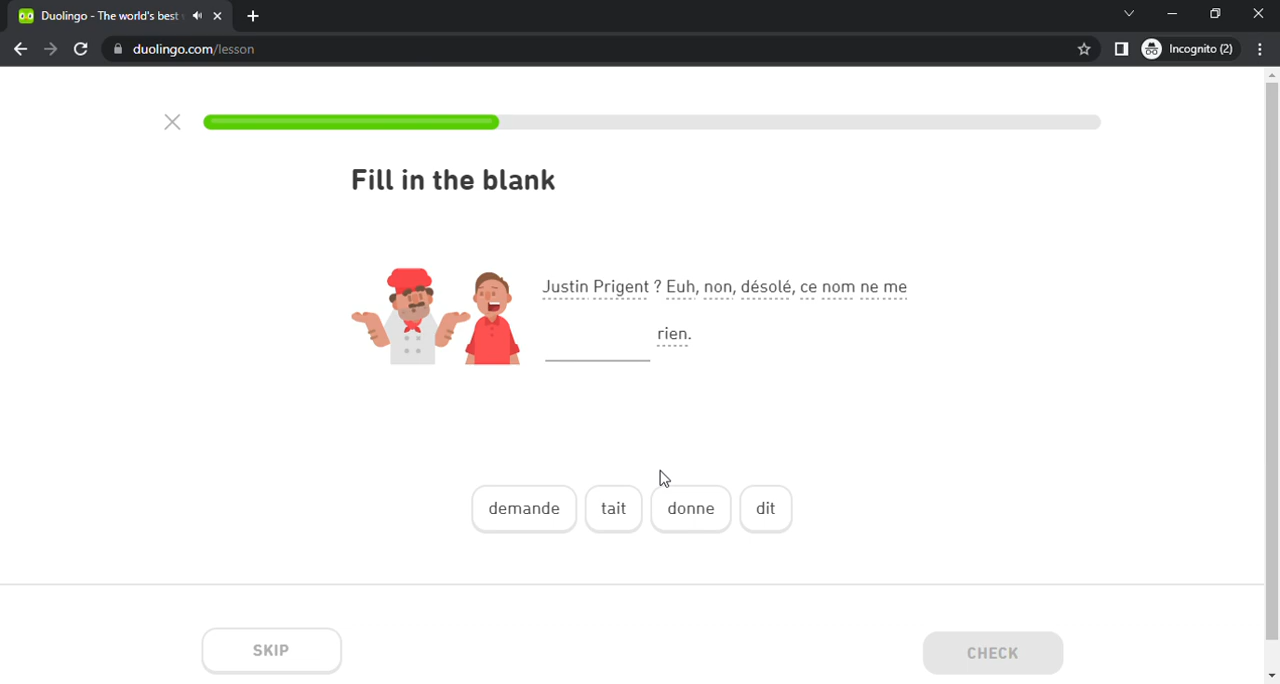 Duolingo - The world's best
duolingo.com/lesson
Incognito (2)
Fill in the blank
Justin Prigent ? Euh, non, désolé, ce nom ne me
rien.
demande tait donne dit
SKIP CHECK